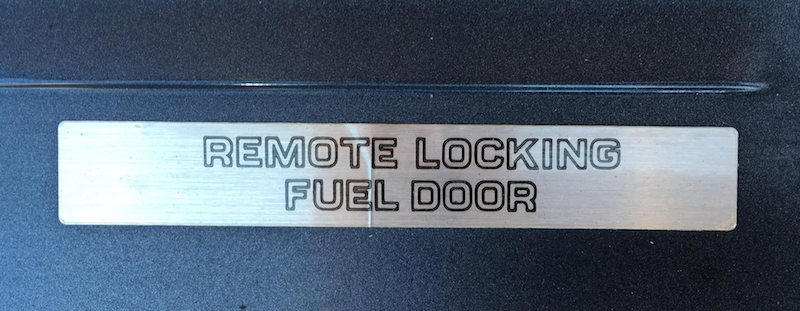 REMOTE LOCKING
FUEL DOOR